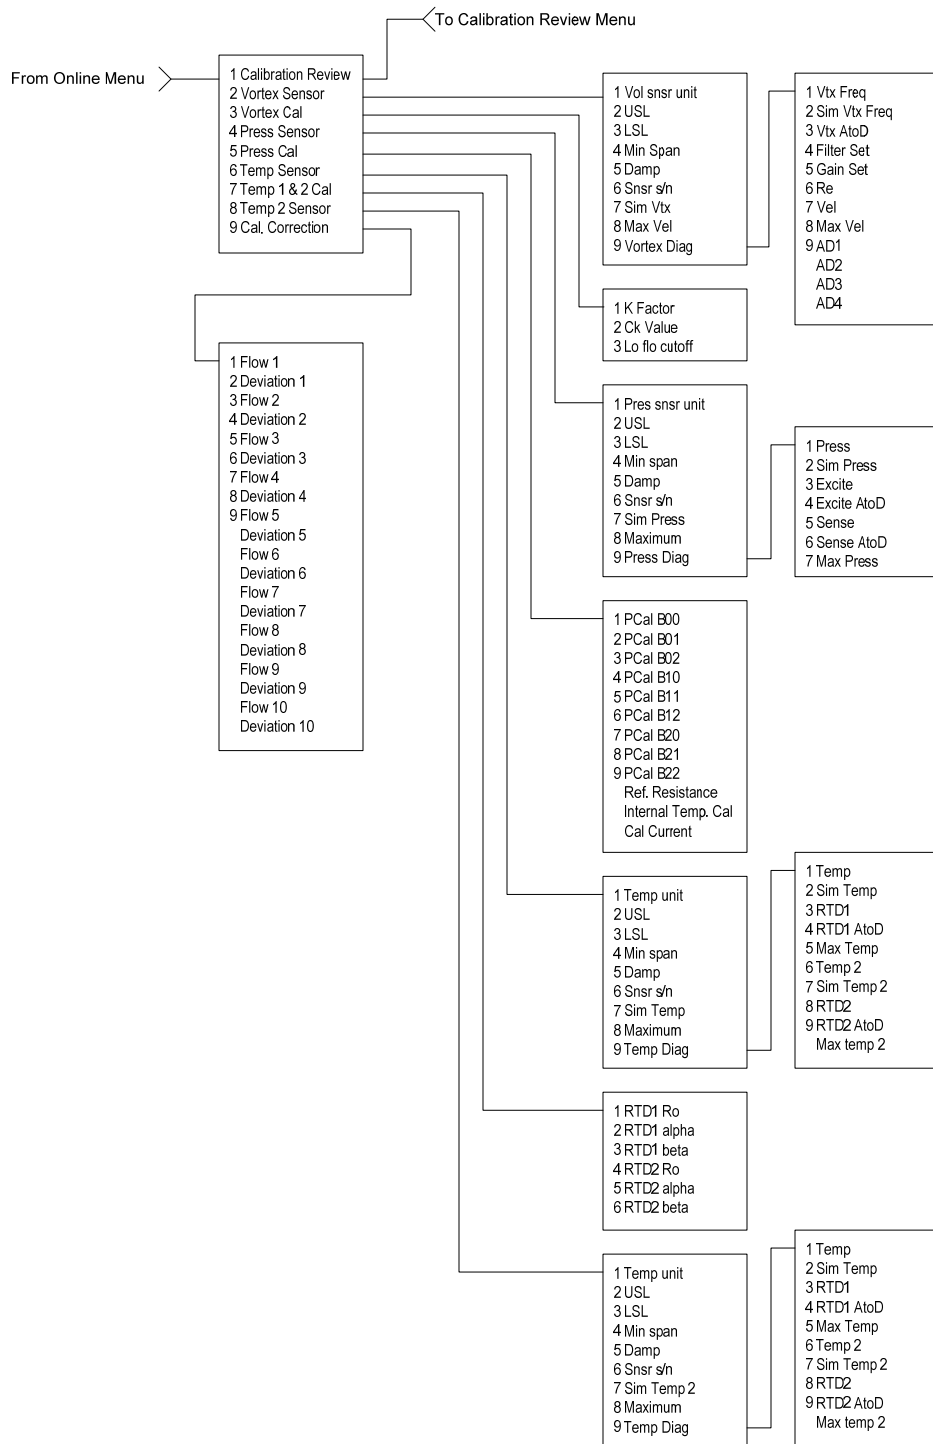 To Calibration Review Menu
From Online Menu
1 Calibration Review
2 Vortex Sensor
3 Vortex Cal
4 Press Sensor
5 Press Cal
6 Temp Sensor
7 Temp 1 & 2 Cal
8 Temp 2 Sensor
9 Cal. Correction
1 Flow 1
2 Deviation 1
3 Flow 2
4 Deviation 2
5 Flow 3
6 Deviation 3
7 Flow 4
8 Deviation 4
9 Flow 5
Deviation 5
Flow 6
Deviation 6
Flow 7
Deviation 7
Flow 8
Deviation 8
Flow 9
Deviation 9
Flow 10
Deviation 10
1 Vol snsr unit
2 USL
3 LSL
4 Min Span
5 Damp
6 Snsr s/n
7 Sim Vtx
8 Max Vel
9 Vortex Diag
1 Vtx Freq
2 Sim Vtx Freq
3 Vtx AtoD
4 Filter Set
5 Gain Set
6 Re
7 Vel
8 Max Vel
9 AD1
AD2
AD3
AD4
1 K Factor
2 Ck Value
3 Lo flo cutoff
1 Pres snsr unit
2 USL
3 LSL
4 Min span
5 Damp
6 Snsr s/n
7 Sim Press
8 Maximum
9 Press Diag
1 Press
2 Sim Press
3 Excite
4 Excite AtoD
5 Sense
6 Sense AtoD
7 Max Press
1 PCal B00
2 PCal B01
3 PCal B02
4 PCal B10
5 PCal B11
6 PCal B12
7 PCal B20
8 PCal B21
9 PCal B22
Ref. Resistance
Internal Temp. Cal
Cal Current
1 Temp unit
2 USL
3 LSL
4 Min span
5 Damp
6 Snsr s/n
7 Sim Temp
8 Maximum
9 Temp Diag
1 Temp
2 Sim Temp
3 RTD1
4 RTD1 AtoD
5 Max Temp
6 Temp 2
7 Sim Temp 2
8 RTD2
9 RTD2 AtoD
Max temp 2
1 RTD1 Ro
2 RTD1 alpha
3 RTD1 beta
4 RTD2 Ro
5 RTD2 alpha
6 RTD2 beta
1 Temp unit
2 USL
3 LSL
4 Min span
5 Damp
6 Snsr s/n
7 Sim Temp 2
8 Maximum
9 Temp Diag
1 Temp
2 Sim Temp
3 RTD1
4 RTD1 AtoD
5 Max Temp
6 Temp 2
7 Sim Temp 2
8 RTD2
9 RTD2 AtoD
Max temp 2